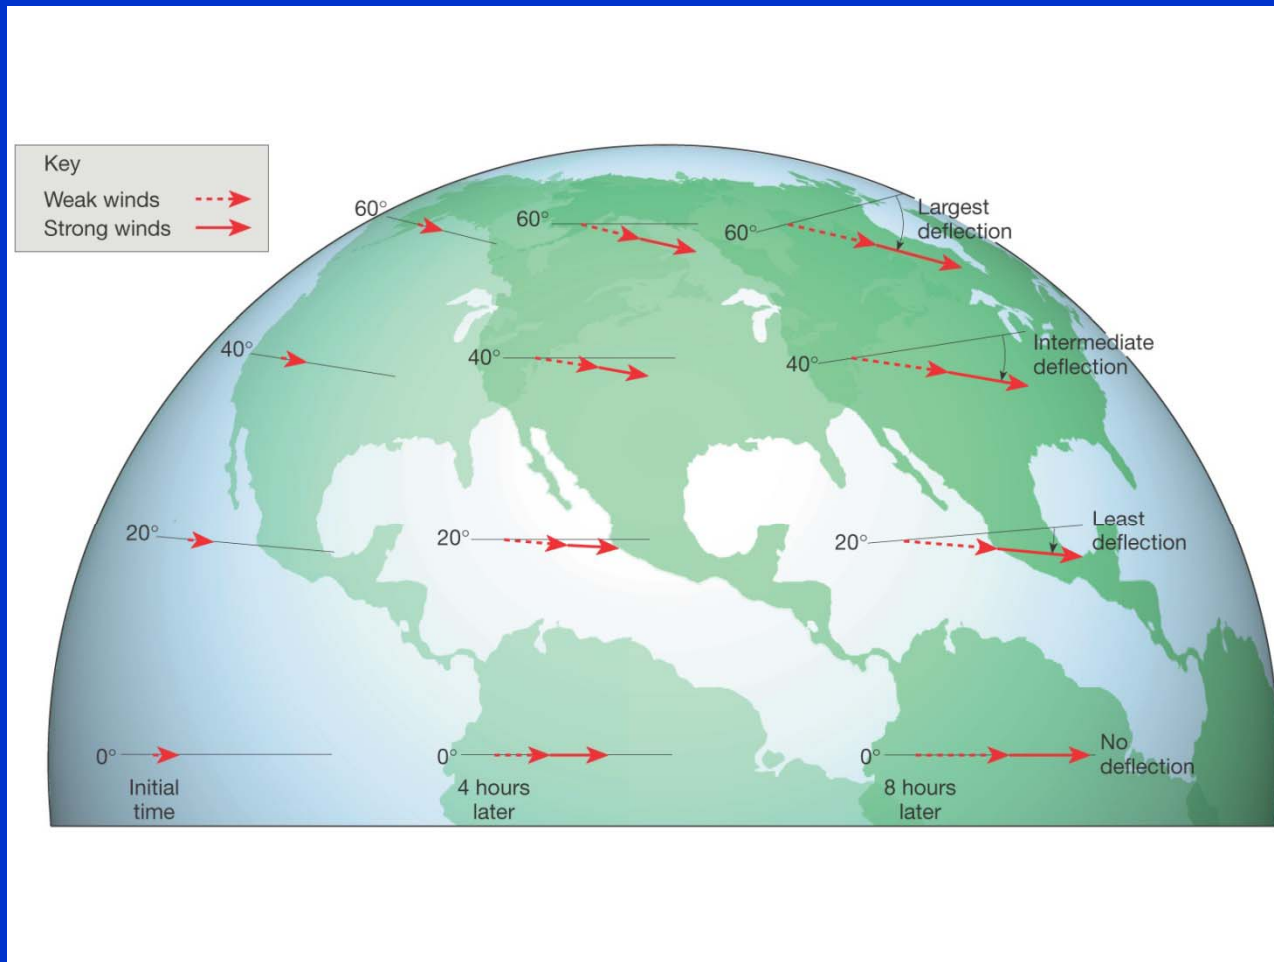 Key
Weak winds
Strong winds
60°
60°
60°
Largest
deflection
40°
40°
40°
Intermediate
deflection
20°
20°
20°
Least
deflection
0°
0°
0°
No
deflection
Initial
time
4 hours
later
8 hours
later